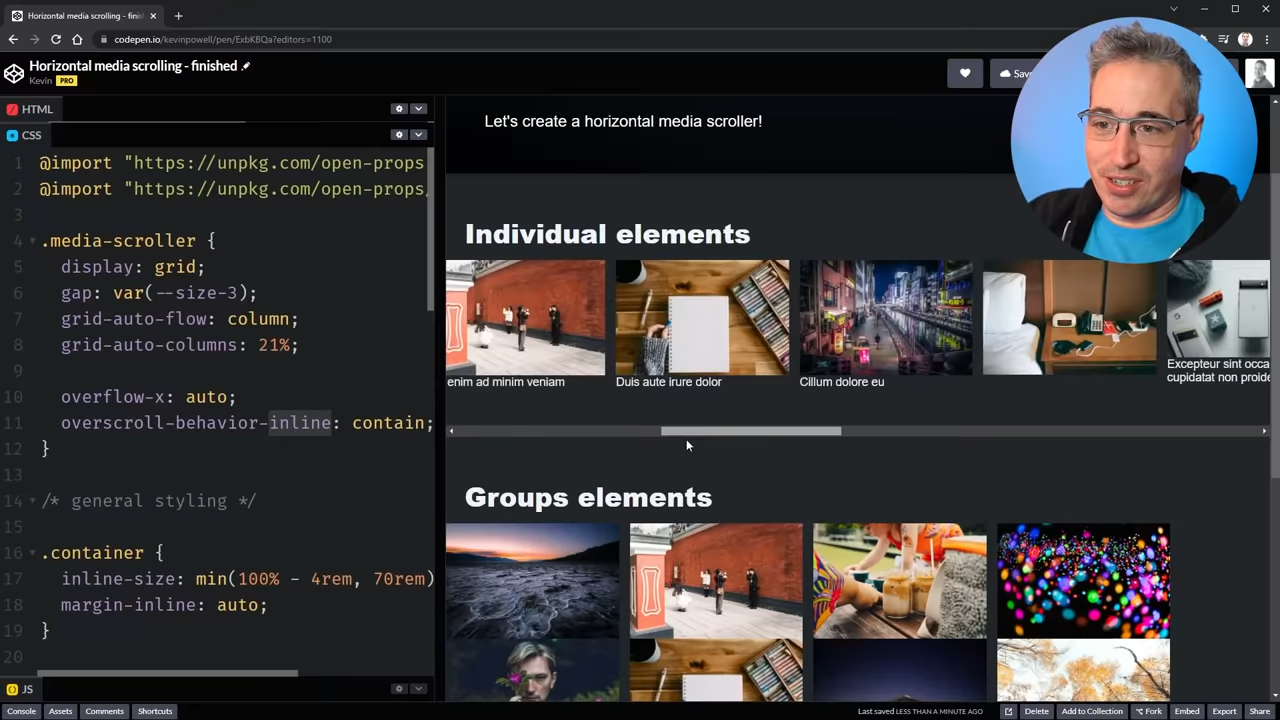 Horizontal media scrolling - finis
codepen.io/kevinpowell/pen/ExbKBQa?editors=1100
Horizontal media scrolling - finished
Kevin PRO
Save
HTML
CSS
1 @import "https://unpkg.com/open-props
2 @import "https://unpkg.com/open-props,
3
4 .media-scroller {
5 display: grid;
6 gap: var(--size-3);
7 grid-auto-flow: column;
8 grid-auto-columns: 21%;
9
10 overflow-x: auto;
11 overscroll-behavior-inline: contain;
12 }
13
14 /* general styling */
15
16 .container {
17 inline-size: min(100% - 4rem, 70rem)
18 margin-inline: auto;
19 }
20
JS
Let's create a horizontal media scroller!
Individual elements
enim ad minim veniam
Duis aute irure dolor
Cillum dolore eu
Excepteur sint occa
cupidatat non proide
Groups elements
Console Assets Comments Shortcuts
Last saved LESS THAN A MINUTE AGO
Delete Add to Collection Fork Embed Export Share